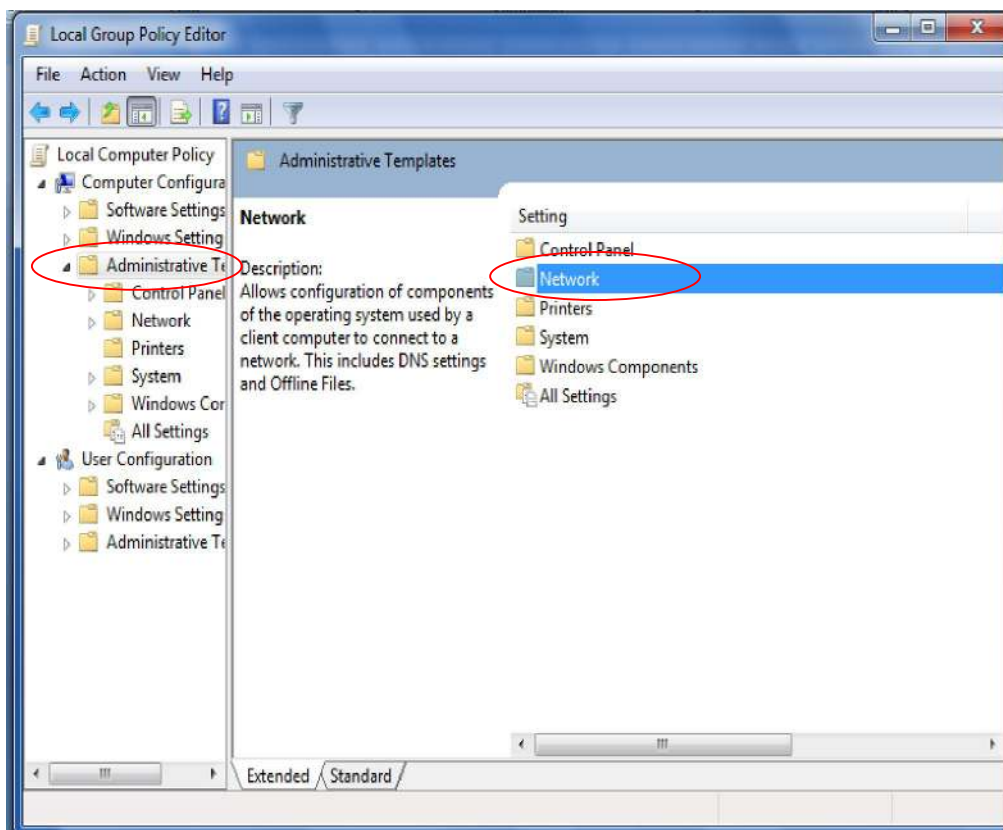 Local Group Policy Editor
File Action View Help
Local Computer Policy
Computer Configura
Software Settings
Windows Setting
Administrative Te
Control Panel
Network
Printers
System
Windows Cor
All Settings
User Configuration
Software Settings
Windows Setting
Administrative Te
Administrative Templates
Network
Description:
Allows configuration of components
of the operating system used by a
client computer to connect to a
network. This includes DNS settings
and Offline Files.
Setting
Control Panel
Network
Printers
System
Windows Components
All Settings
Extended Standard